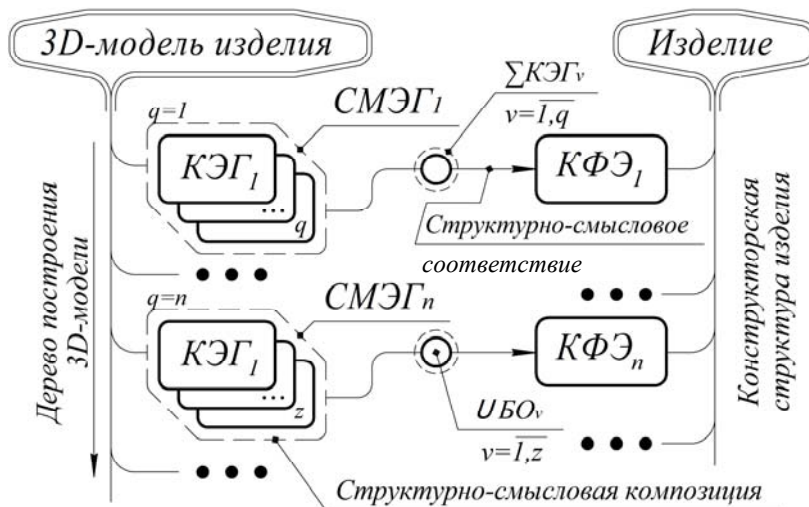 3D-модель изделия
Изделие
q=1
СМЭГ₁
∑КЭГᵥ
v=1,q
КЭГ₁
...
q
КФЭ₁
Структурно-смысловое
соответствие
Дерево построения
3D-модели
Конструкторская
структура изделия
q=n
СМЭГₙ
КЭГ₁
...
z
КФЭₙ
∪БОᵥ
v=1,z
Структурно-смысловая композиция